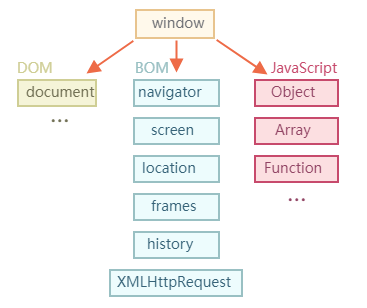 window
DOM
BOM
JavaScript
document
navigator
Object
...
screen
Array
location
Function
frames
...
history
XMLHttpRequest